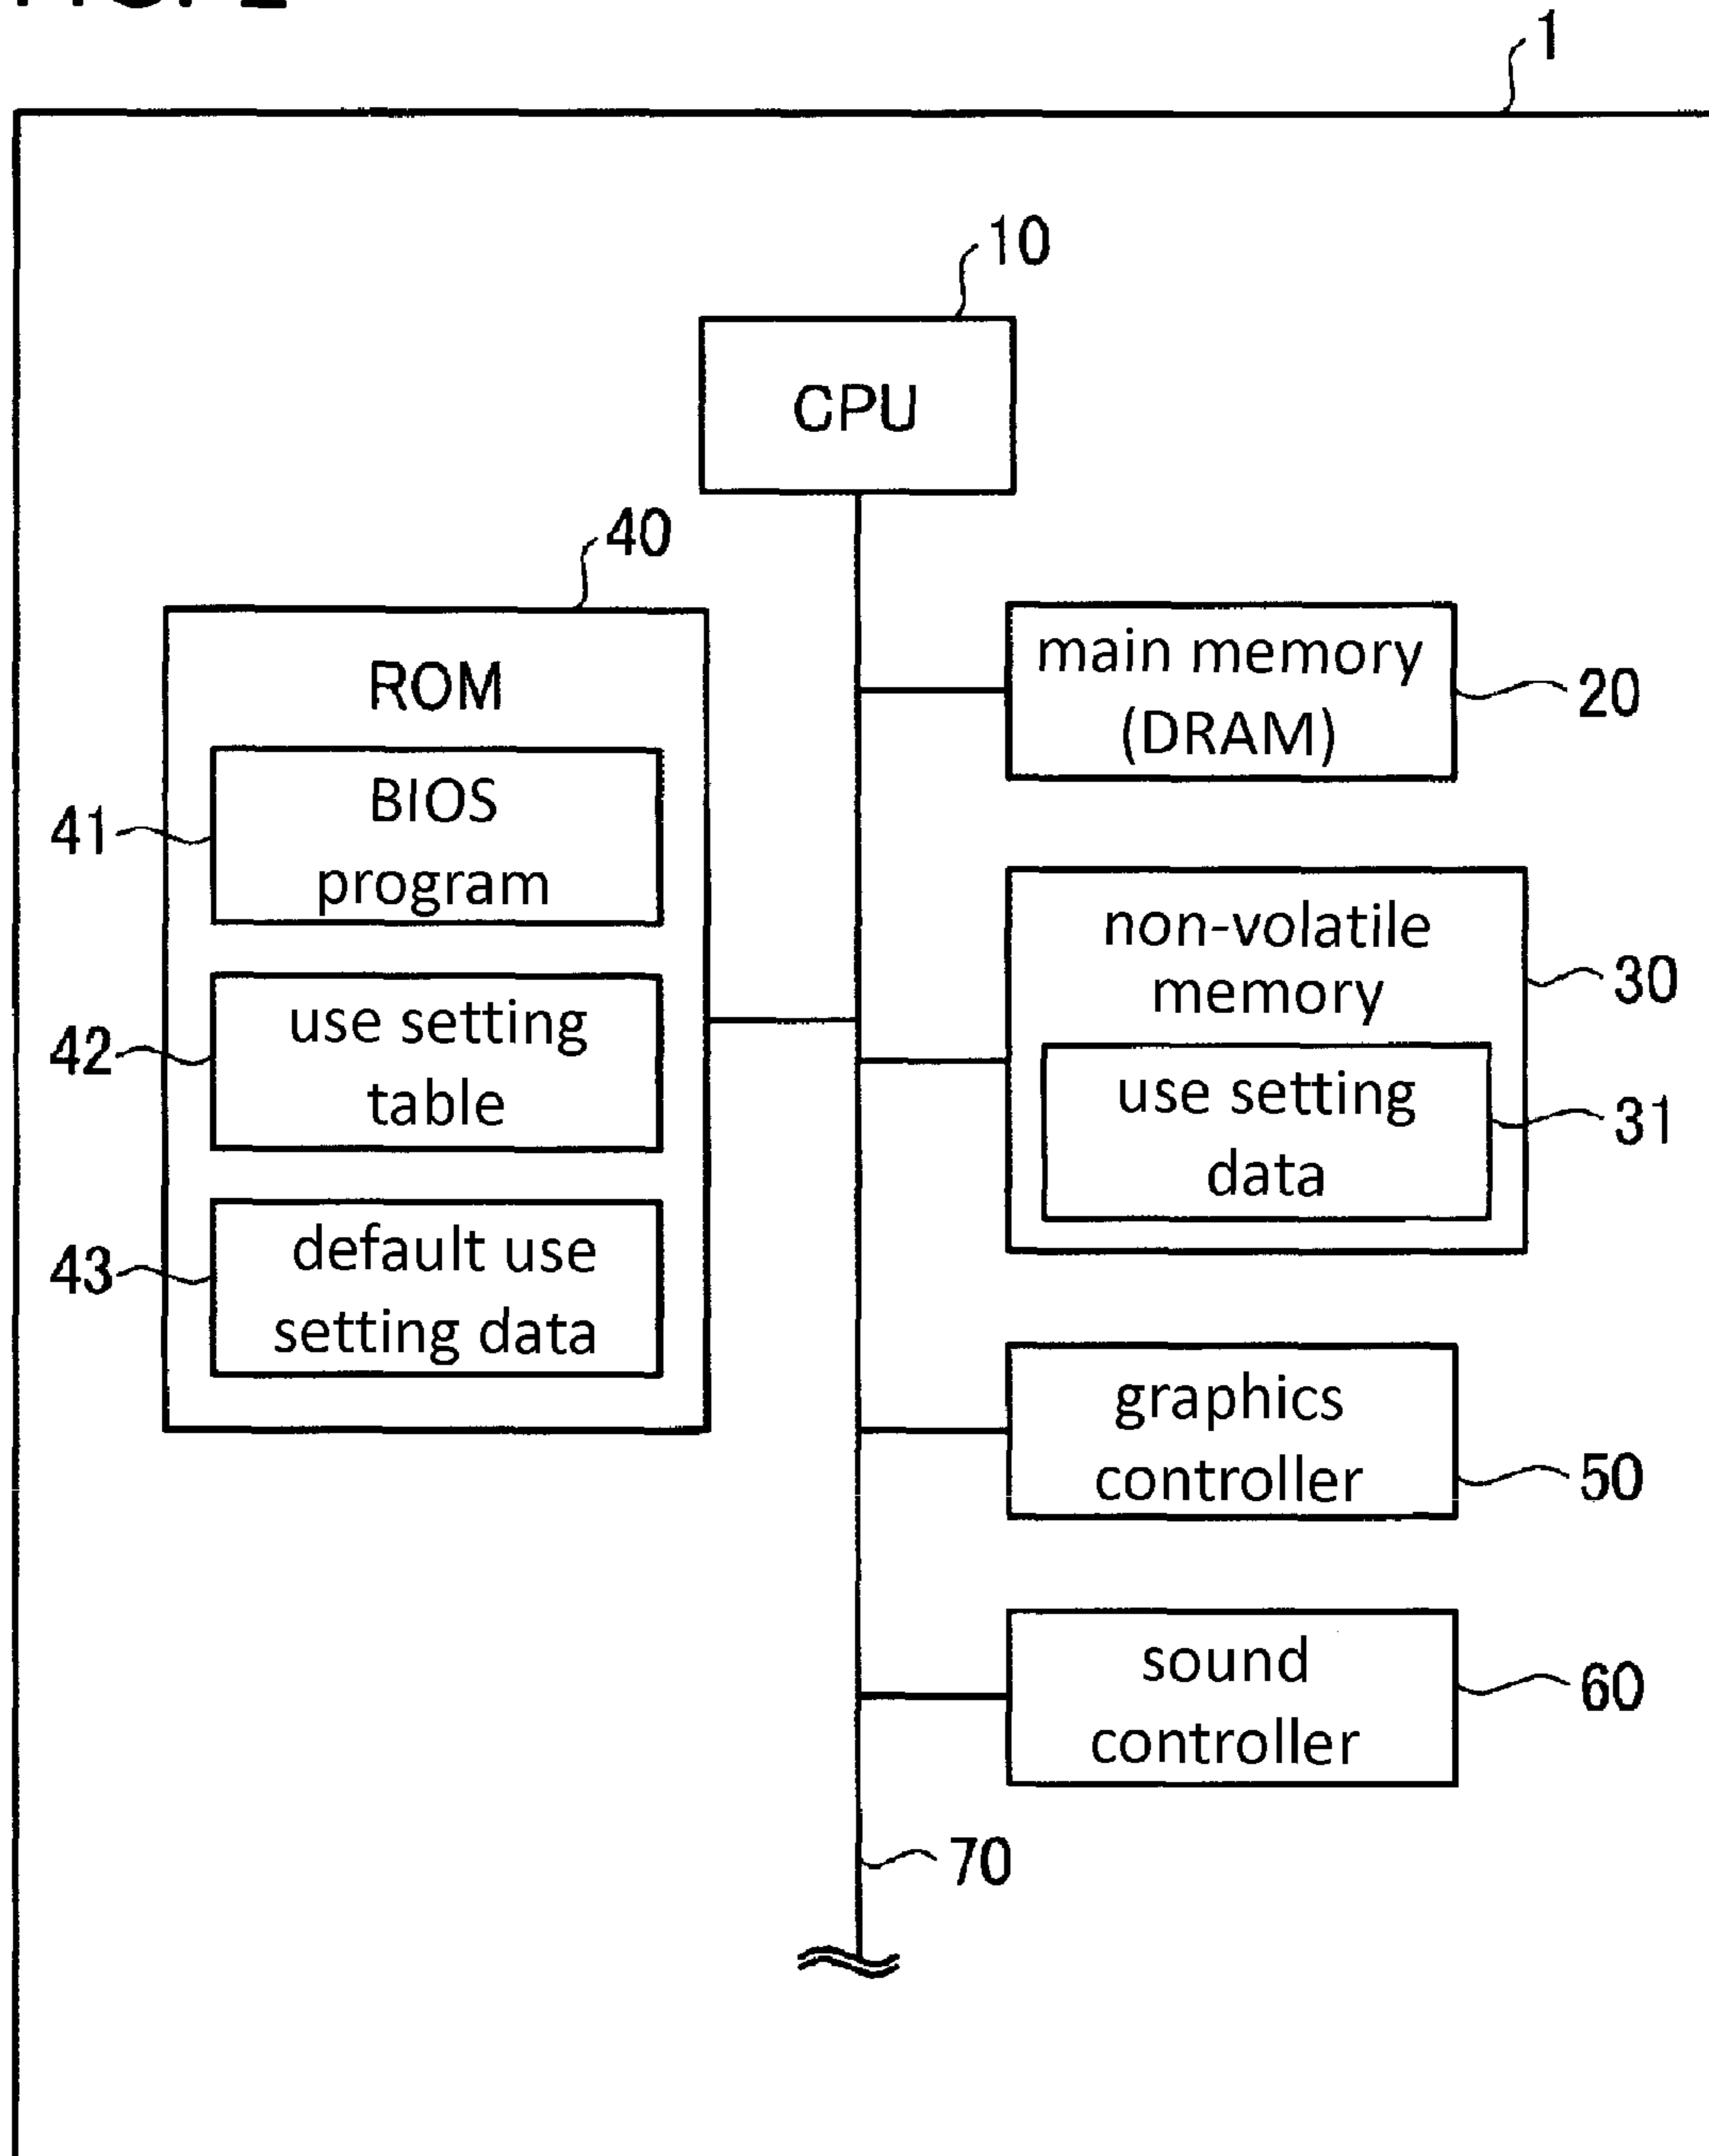 1
10
CPU
40
ROM
main memory
(DRAM)
20
41
BIOS
program
non-volatile
memory
30
42
use setting
table
use setting
data
31
43
default use
setting data
graphics
controller
50
sound
controller
60
70